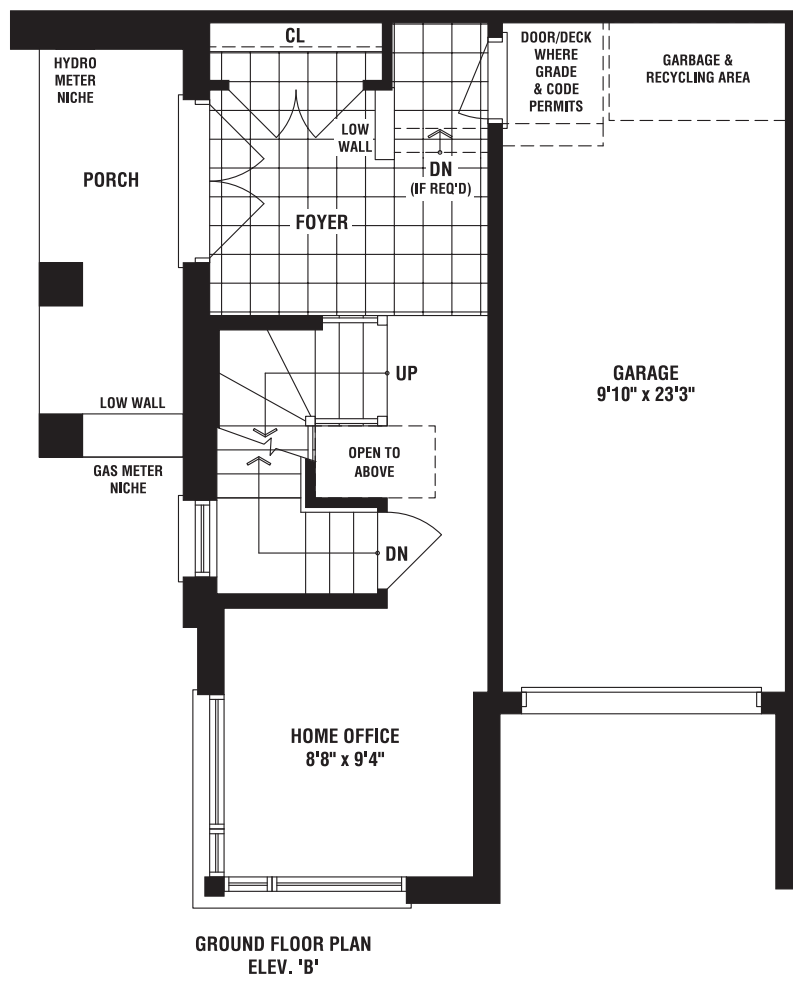 CL
HYDRO
METER
NICHE
DOOR/DECK
WHERE
GRADE
& CODE
PERMITS
GARBAGE &
RECYCLING AREA
LOW
WALL
PORCH
DN
(IF REQ'D)
FOYER
UP
GARAGE
9'10" x 23'3"
LOW WALL
OPEN TO
ABOVE
GAS METER
NICHE
DN
HOME OFFICE
8'8" x 9'4"
GROUND FLOOR PLAN
ELEV. 'B'